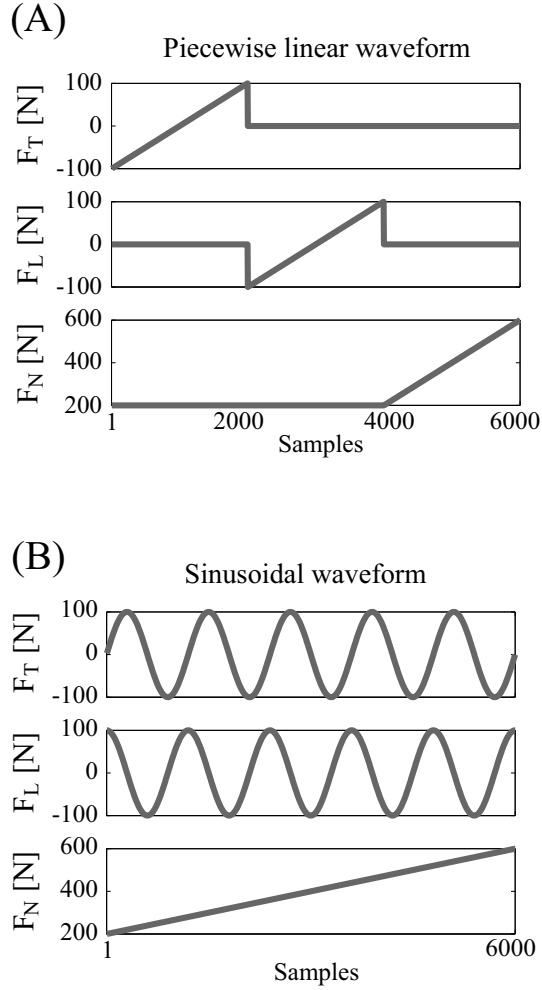 (A)
Piecewise linear waveform
F_T [N]
100
0
-100
F_L [N]
100
0
-100
F_N [N]
600
400
200
1 2000 4000 6000
Samples
(B)
Sinusoidal waveform
F_T [N]
100
0
-100
F_L [N]
100
0
-100
F_N [N]
600
400
200
1 6000
Samples